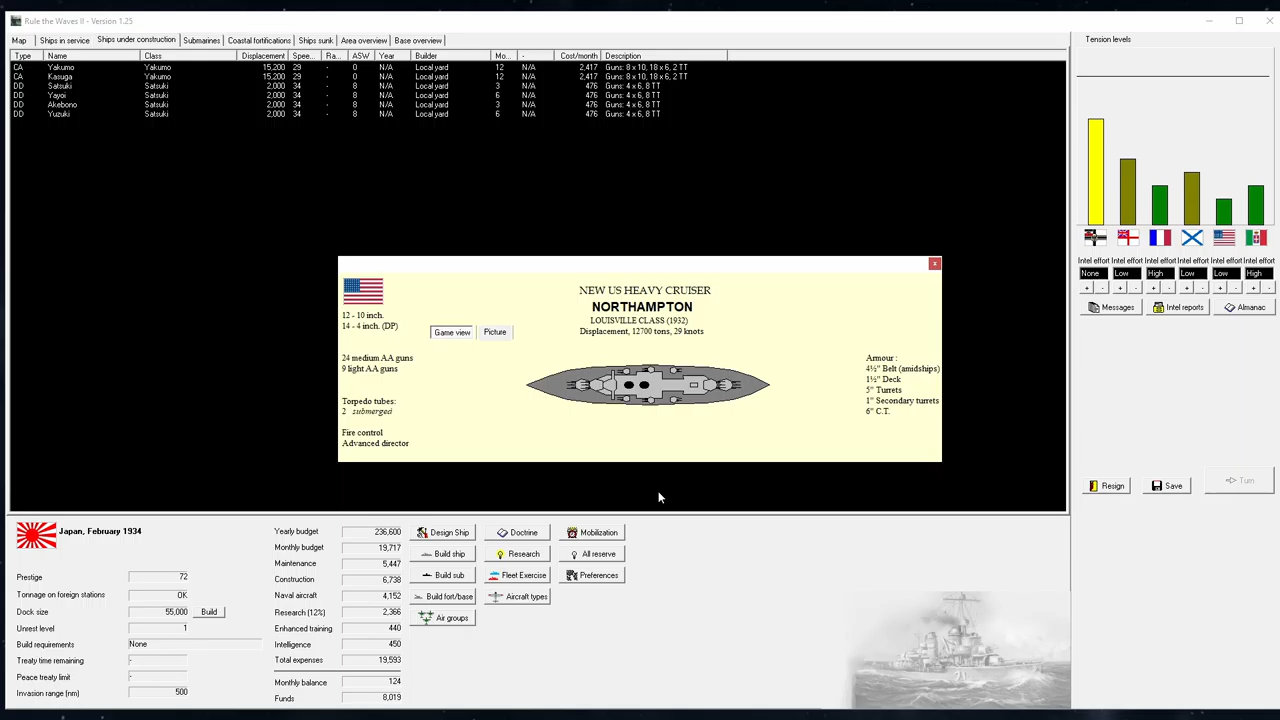 Rule the Waves II - Version 1.25
Map Ships in service Ships under construction Submarines Coastal fortifications Ships sunk Area overview Base overview
Type Name Class Displacement Spee... Ra... ASW Year Builder Mo... - Cost/month Description
CA Yakumo Yakumo 15,200 29 - 0 N/A Local yard 12 N/A 2,417 Guns: 8 x 10, 18 x 6, 2 TT
CA Kasuga Yakumo 15,200 29 - 0 N/A Local yard 12 N/A 2,417 Guns: 8 x 10, 18 x 6, 2 TT
DD Satsuki Satsuki 2,000 34 - 8 N/A Local yard 3 N/A 476 Guns: 4 x 6, 8 TT
DD Yayoi Satsuki 2,000 34 - 8 N/A Local yard 6 N/A 476 Guns: 4 x 6, 8 TT
DD Akebono Satsuki 2,000 34 - 8 N/A Local yard 3 N/A 476 Guns: 4 x 6, 8 TT
DD Yuzuki Satsuki 2,000 34 - 8 N/A Local yard 6 N/A 476 Guns: 4 x 6, 8 TT
Tension levels
Intel effort Intel effort Intel effort Intel effort Intel effort Intel effort
None Low High Low Low High
+ - + - + - + - + - + -
Messages Intel reports Almanac
Resign Save Turn
x
NEW US HEAVY CRUISER
NORTHAMPTON
LOUISVILLE CLASS (1932)
Displacement, 12700 tons, 29 knots
12 - 10 inch.
14 - 4 inch. (DP)
Game view Picture
24 medium AA guns
9 light AA guns
Torpedo tubes:
2 submerged
Fire control
Advanced director
Armour :
4½" Belt (amidships)
1½" Deck
5" Turrets
1" Secondary turrets
6" C.T.
Japan, February 1934
Prestige 72
Tonnage on foreign stations OK
Dock size 55,000 Build
Unrest level 1
Build requirements None
Treaty time remaining -
Peace treaty limit -
Invasion range (nm) 500
Yearly budget 236,600
Monthly budget 19,717
Maintenance 5,447
Construction 6,738
Naval aircraft 4,152
Research (12%) 2,366
Enhanced training 440
Intelligence 450
Total expenses 19,593
Monthly balance 124
Funds 8,019
Design Ship Doctrine Mobilization
Build ship Research All reserve
Build sub Fleet Exercise Preferences
Build fort/base Aircraft types
Air groups